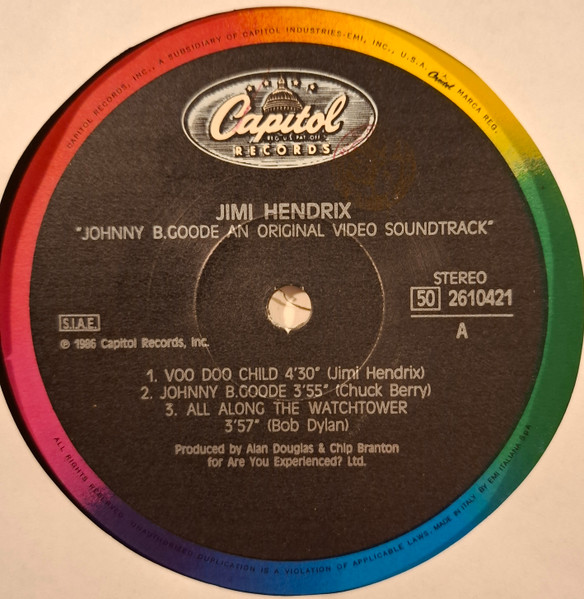 CAPITOL RECORDS, INC., A SUBSIDIARY OF CAPITOL INDUSTRIES-EMI, INC., U.S.A. Capitol MARCA REG.
Capitol
REG. U.S. PAT. OFF.
RECORDS
JIMI HENDRIX
"JOHNNY B.GOODE AN ORIGINAL VIDEO SOUNDTRACK"
STEREO
50 2610421
A
S.I.A.E.
℗ 1986 Capitol Records, Inc.
1. VOO DOO CHILD 4'30" (Jimi Hendrix)
2. JOHNNY B.GOODE 3'55" (Chuck Berry)
3. ALL ALONG THE WATCHTOWER
3'57" (Bob Dylan)
Produced by Alan Douglas & Chip Branton
for Are You Experienced? Ltd.
ALL RIGHTS RESERVED. UNAUTHORIZED DUPLICATION IS A VIOLATION OF APPLICABLE LAWS. MADE IN ITALY BY EMI ITALIANA SpA